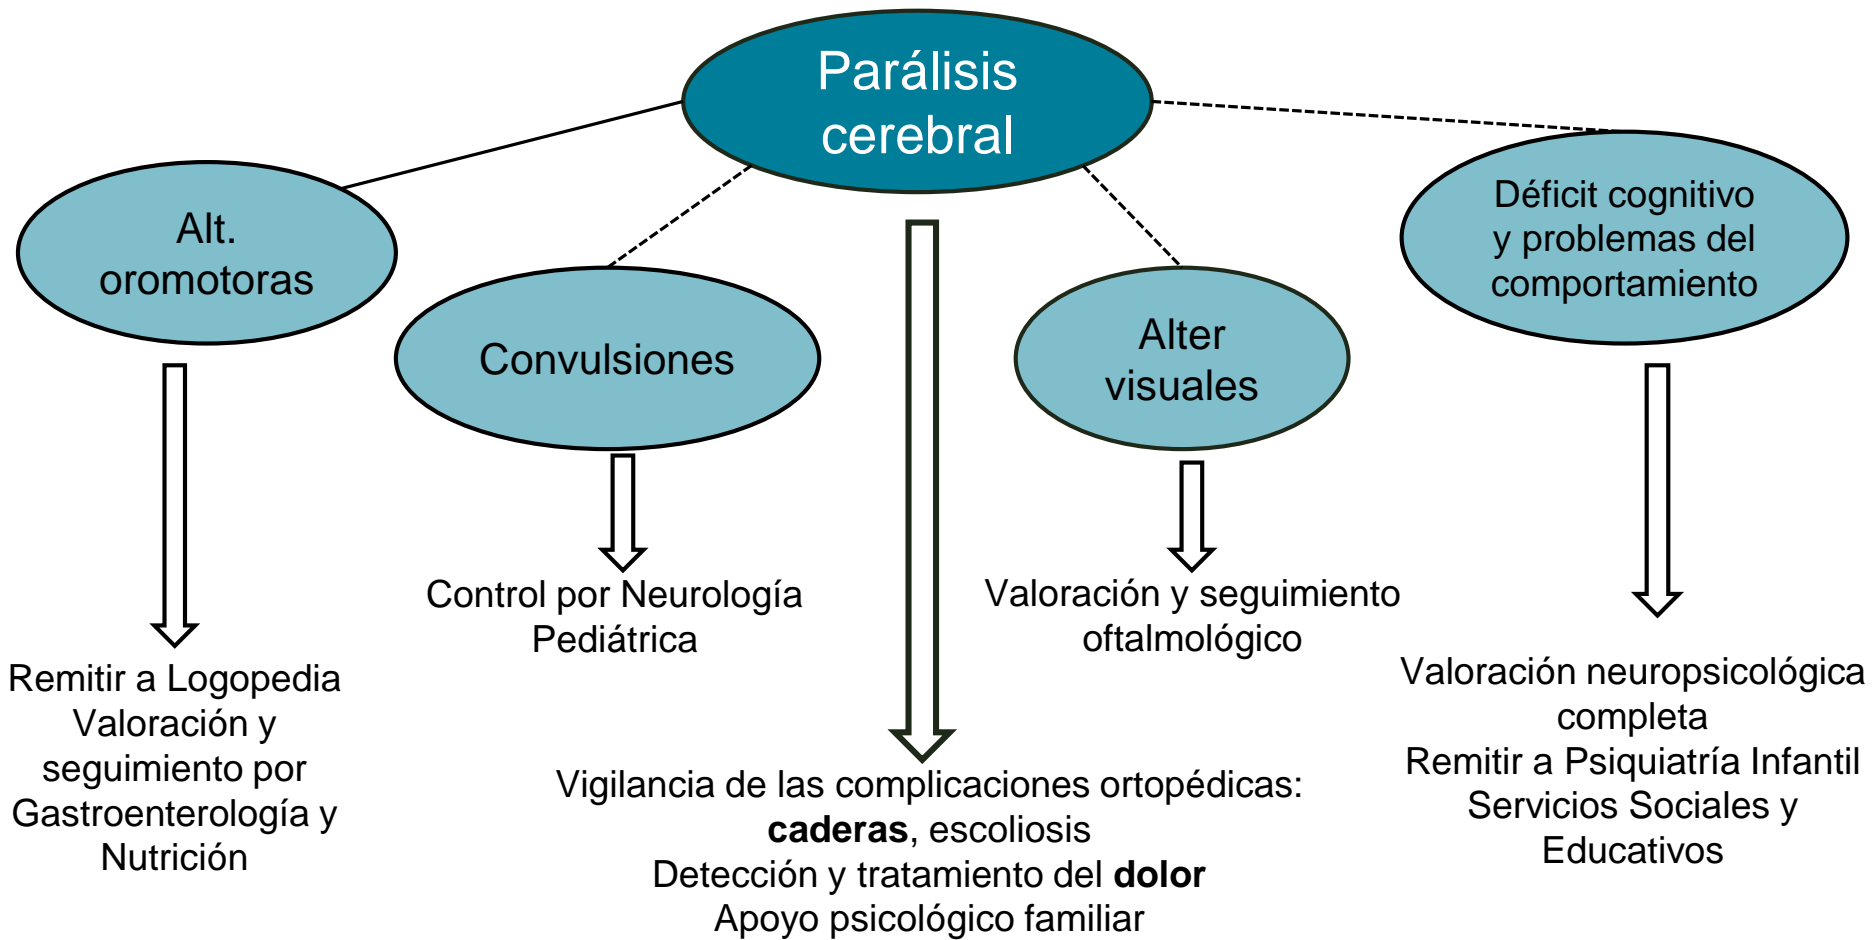 Parálisis
cerebral
Alt.
oromotoras
Convulsiones
Alter
visuales
Déficit cognitivo
y problemas del
comportamiento
Remitir a Logopedia
Valoración y
seguimiento por
Gastroenterología y
Nutrición
Control por Neurología
Pediátrica
Vigilancia de las complicaciones ortopédicas:
caderas, escoliosis
Detección y tratamiento del dolor
Apoyo psicológico familiar
Valoración y seguimiento
oftalmológico
Valoración neuropsicológica
completa
Remitir a Psiquiatría Infantil
Servicios Sociales y
Educativos